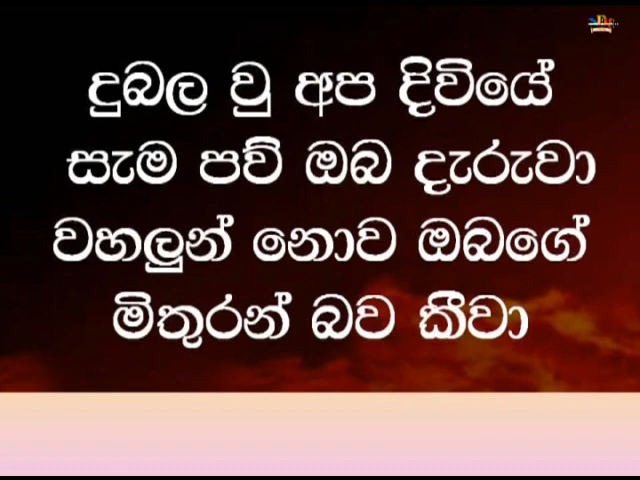 දුබල වු අප දිවියේ
සැම පව් ඔබ දැරුවා
වහලුන් නොව ඔබගේ
මිතුරන් බව කීවා